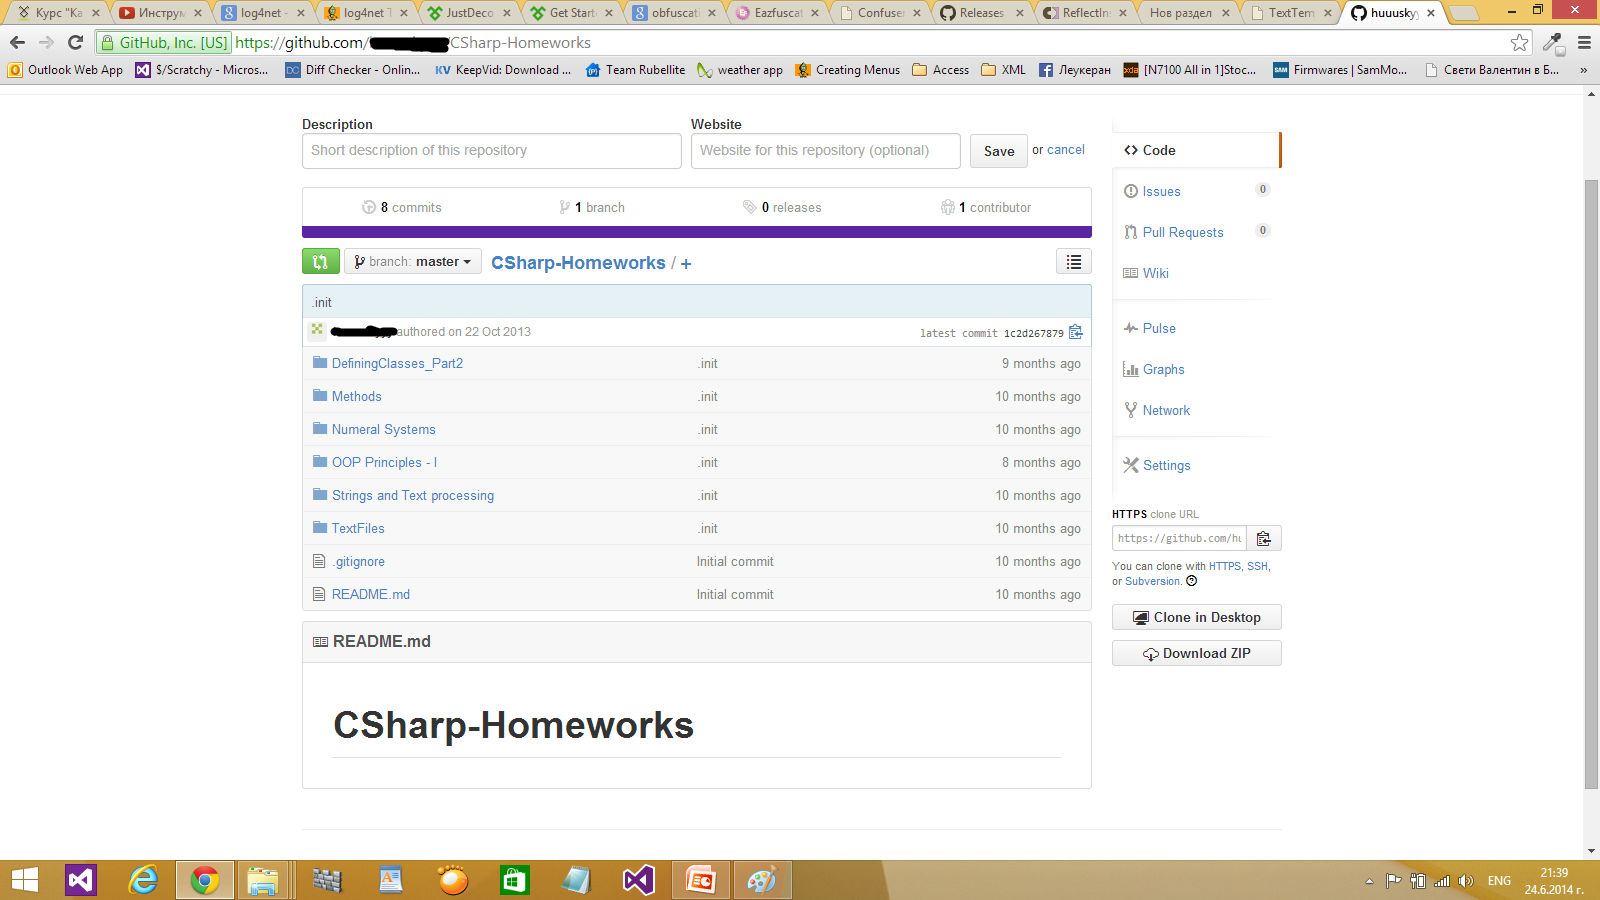 Курс "Ка
Инструм
log4net -
log4net T
JustDeco
Get Start
obfuscati
Eazfuscat
Confuser
Releases
ReflectIns
Нов раздел
TextTem
huuusky
GitHub, Inc. [US] https://github.com/ /CSharp-Homeworks
Outlook Web App
$/Scratchy - Micros...
Diff Checker - Onlin...
KeepVid: Download ...
Team Rubellite
weather app
Creating Menus
Access
XML
Леукеран
[N7100 All in 1]Stoc...
Firmwares | SamMo...
Свети Валентин в Б...
»
Description
Short description of this repository
Website
Website for this repository (optional)
Save or cancel
8 commits
1 branch
0 releases
1 contributor
branch: master
CSharp-Homeworks / +
.init
authored on 22 Oct 2013
latest commit 1c2d267879
DefiningClasses_Part2 .init 9 months ago
Methods .init 10 months ago
Numeral Systems .init 10 months ago
OOP Principles - I .init 8 months ago
Strings and Text processing .init 10 months ago
TextFiles .init 10 months ago
.gitignore Initial commit 10 months ago
README.md Initial commit 10 months ago
README.md
CSharp-Homeworks
Code
Issues 0
Pull Requests 0
Wiki
Pulse
Graphs
Network
Settings
HTTPS clone URL
https://github.com/hu
You can clone with HTTPS, SSH,
or Subversion.
Clone in Desktop
Download ZIP
ENG
21:39
24.6.2014 г.